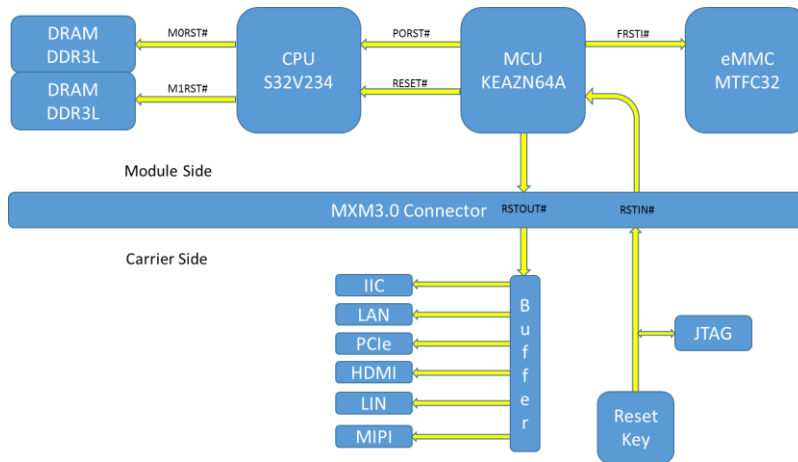 DRAM
DDR3L
M0RST#
CPU
S32V234
PORST#
MCU
KEAZN64A
FRSTI#
eMMC
MTFC32
DRAM
DDR3L
M1RST#
RESET#
Module Side
MXM3.0 Connector
RSTOUT#
RSTIN#
Carrier Side
IIC
LAN
PCIe
HDMI
LIN
MIPI
B
u
f
f
e
r
JTAG
Reset
Key